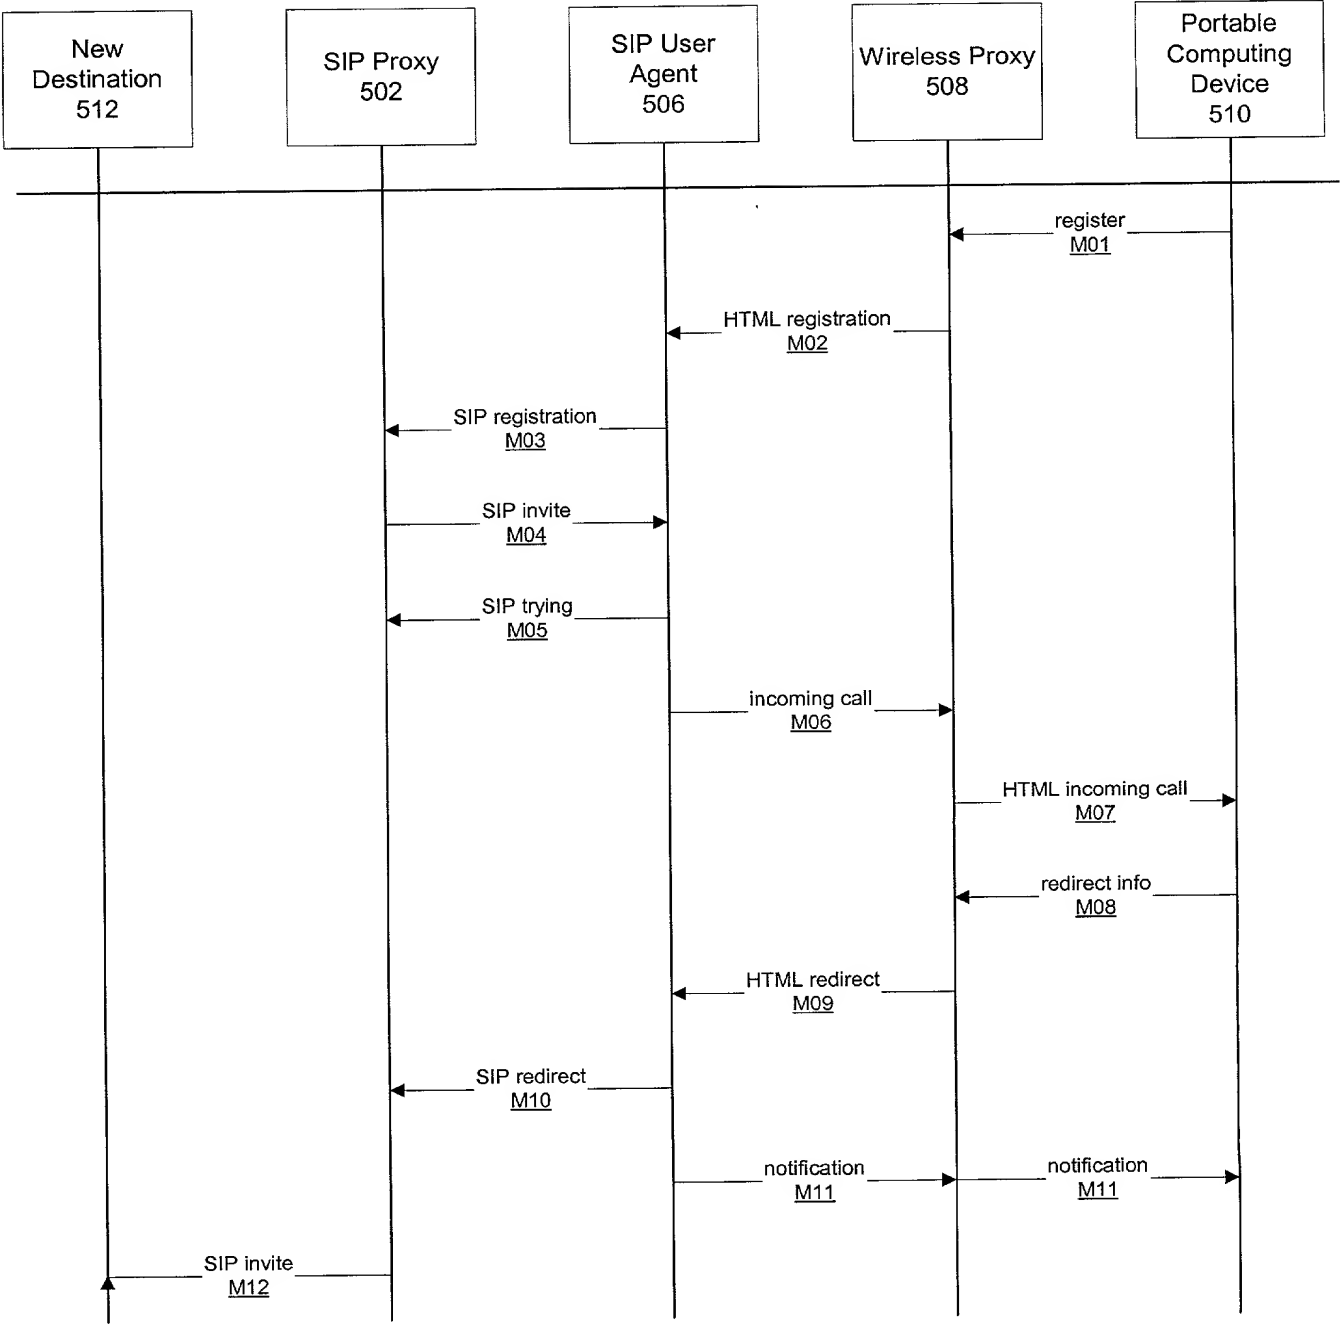 New
Destination
512
SIP Proxy
502
SIP User
Agent
506
Wireless Proxy
508
Portable
Computing
Device
510
register
M01
HTML registration
M02
SIP registration
M03
SIP invite
M04
SIP trying
M05
incoming call
M06
HTML incoming call
M07
redirect info
M08
HTML redirect
M09
SIP redirect
M10
notification
M11
notification
M11
SIP invite
M12